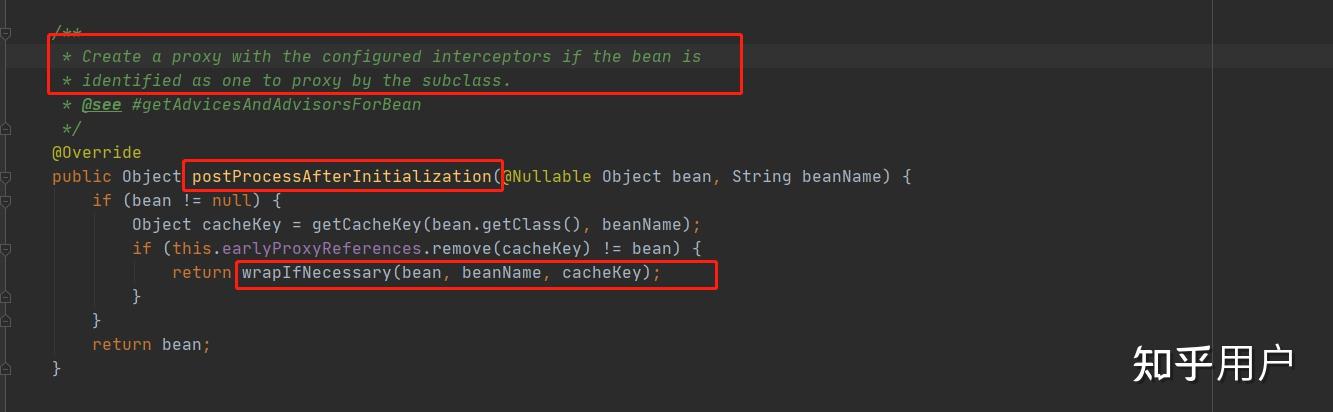 /**
 * Create a proxy with the configured interceptors if the bean is
 * identified as one to proxy by the subclass.
 * @see #getAdvicesAndAdvisorsForBean
 */
@Override
public Object postProcessAfterInitialization(@Nullable Object bean, String beanName) {
    if (bean != null) {
        Object cacheKey = getCacheKey(bean.getClass(), beanName);
        if (this.earlyProxyReferences.remove(cacheKey) != bean) {
            return wrapIfNecessary(bean, beanName, cacheKey);
        }
    }
    return bean;
}
知乎用户